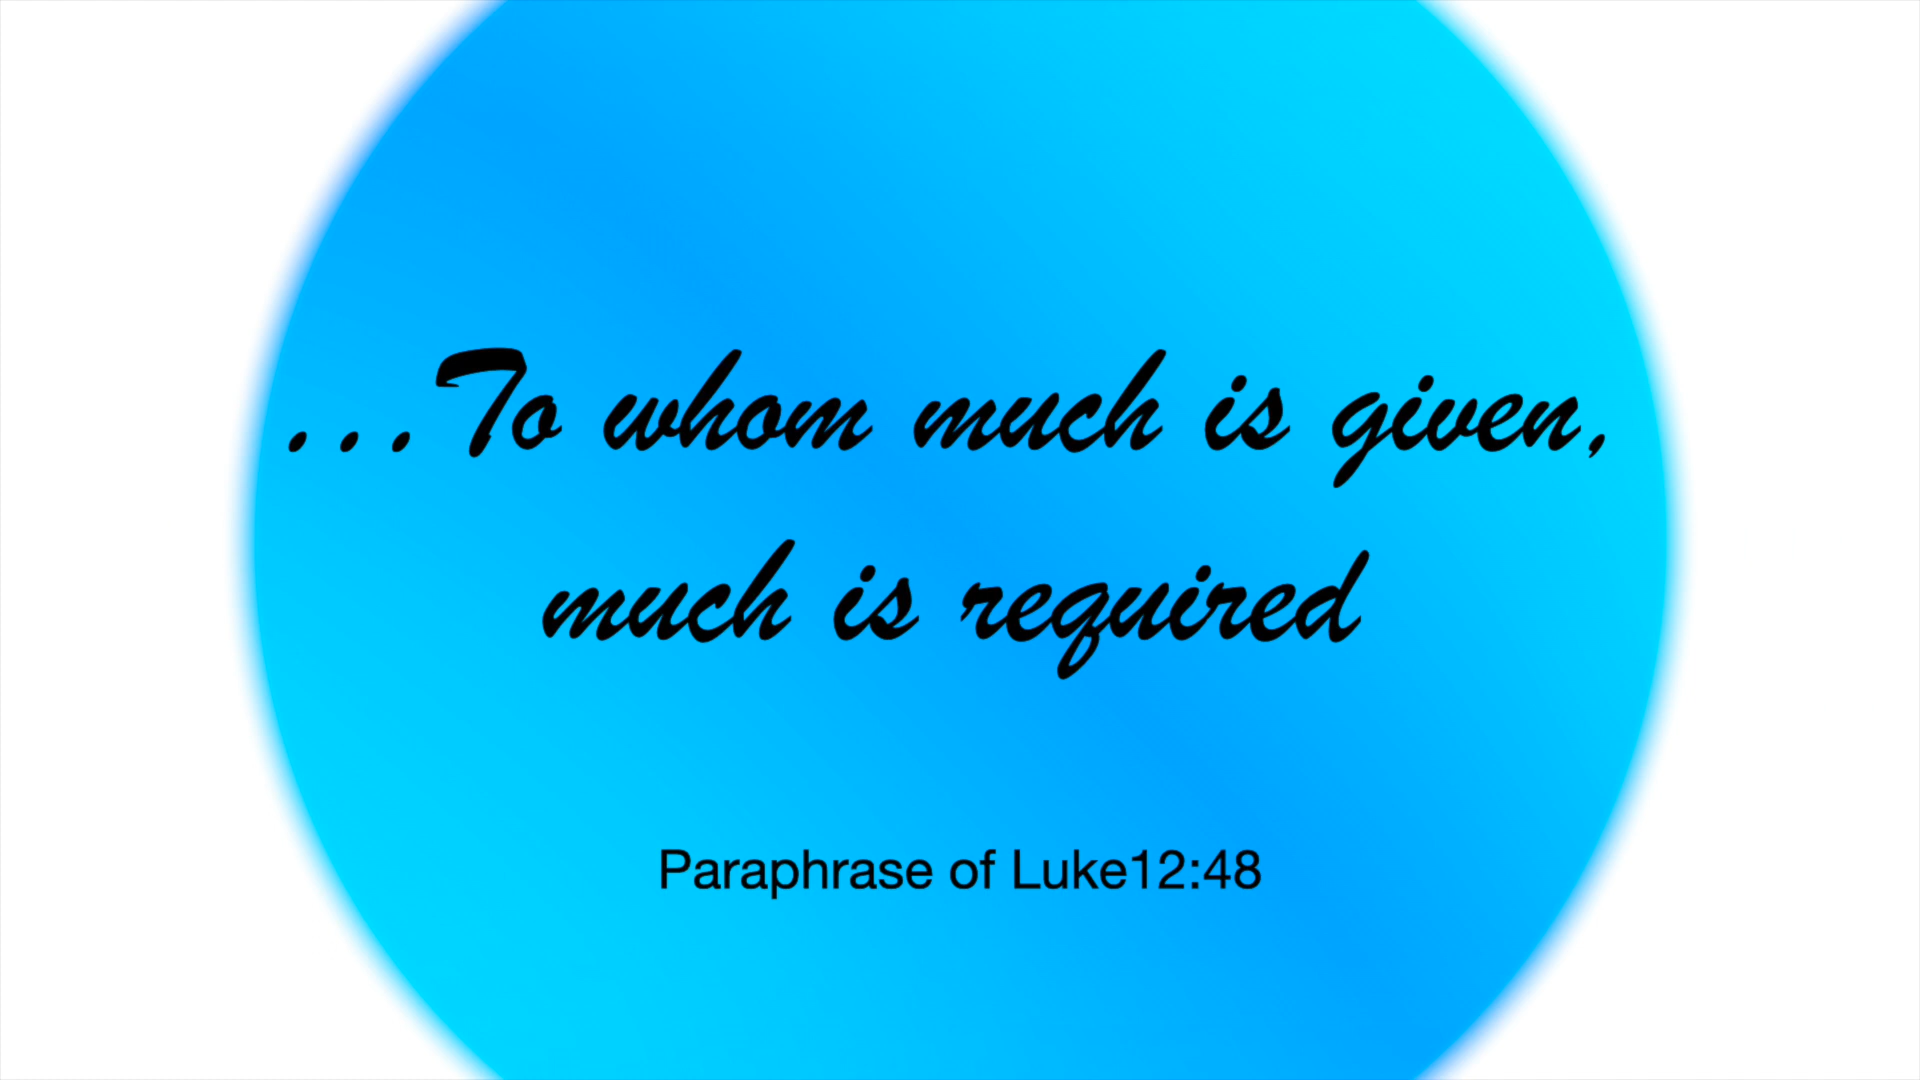 ...To whom much is given,
much is required
Paraphrase of Luke12:48